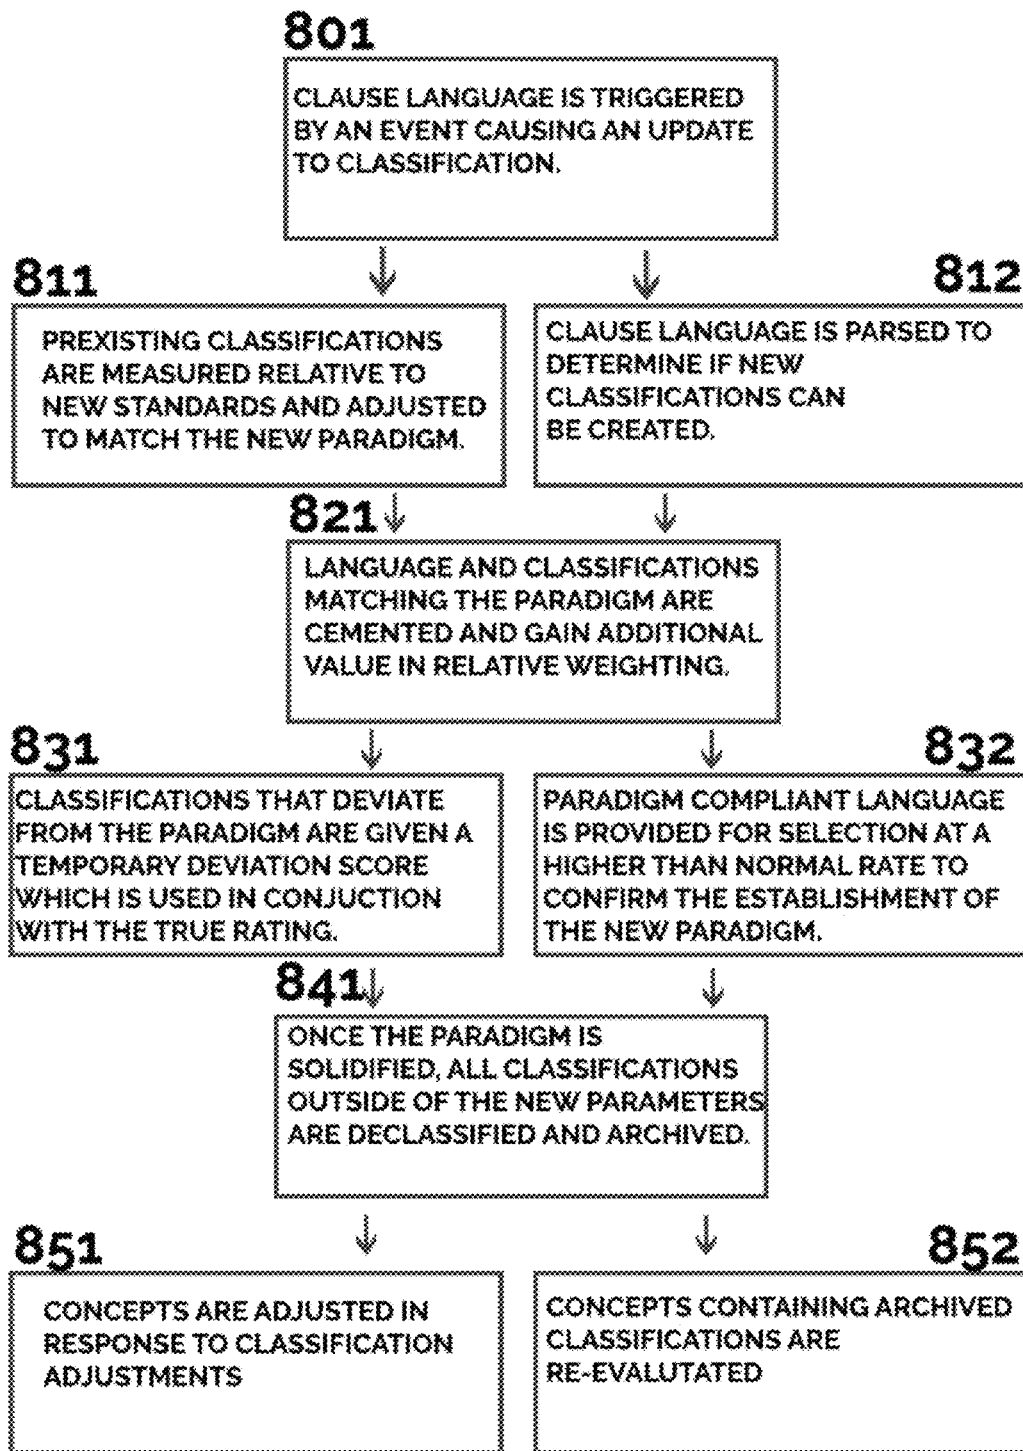 801
CLAUSE LANGUAGE IS TRIGGERED
BY AN EVENT CAUSING AN UPDATE
TO CLASSIFICATION.
811
PREXISTING CLASSIFICATIONS
ARE MEASURED RELATIVE TO
NEW STANDARDS AND ADJUSTED
TO MATCH THE NEW PARADIGM.
812
CLAUSE LANGUAGE IS PARSED TO
DETERMINE IF NEW
CLASSIFICATIONS CAN
BE CREATED.
821
LANGUAGE AND CLASSIFICATIONS
MATCHING THE PARADIGM ARE
CEMENTED AND GAIN ADDITIONAL
VALUE IN RELATIVE WEIGHTING.
831
CLASSIFICATIONS THAT DEVIATE
FROM THE PARADIGM ARE GIVEN A
TEMPORARY DEVIATION SCORE
WHICH IS USED IN CONJUCTION
WITH THE TRUE RATING.
832
PARADIGM COMPLIANT LANGUAGE
IS PROVIDED FOR SELECTION AT A
HIGHER THAN NORMAL RATE TO
CONFIRM THE ESTABLISHMENT OF
THE NEW PARADIGM.
841
ONCE THE PARADIGM IS
SOLIDIFIED, ALL CLASSIFICATIONS
OUTSIDE OF THE NEW PARAMETERS
ARE DECLASSIFIED AND ARCHIVED.
851
CONCEPTS ARE ADJUSTED IN
RESPONSE TO CLASSIFICATION
ADJUSTMENTS
852
CONCEPTS CONTAINING ARCHIVED
CLASSIFICATIONS ARE
RE-EVALUTATED